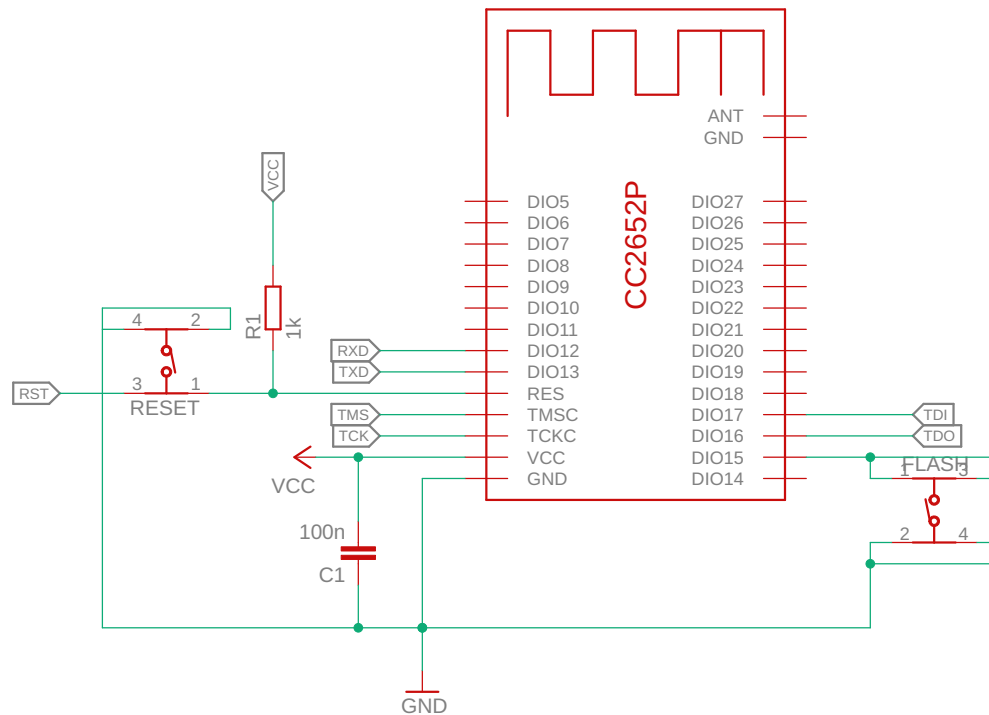 ANT
GND
VCC
CC2652P
DIO5 DIO27
DIO6 DIO26
DIO7 DIO25
DIO8 DIO24
DIO9 DIO23
DIO10 DIO22
DIO11 DIO21
DIO12 DIO20
DIO13 DIO19
RES DIO18
TMSC DIO17
TCKC DIO16
VCC DIO15
GND DIO14
R1
1k
4 2
3 1
RESET
RST
RXD
TXD
TMS
TCK
VCC
100n
C1
GND
TDI
TDO
FLASH
1 3
2 4